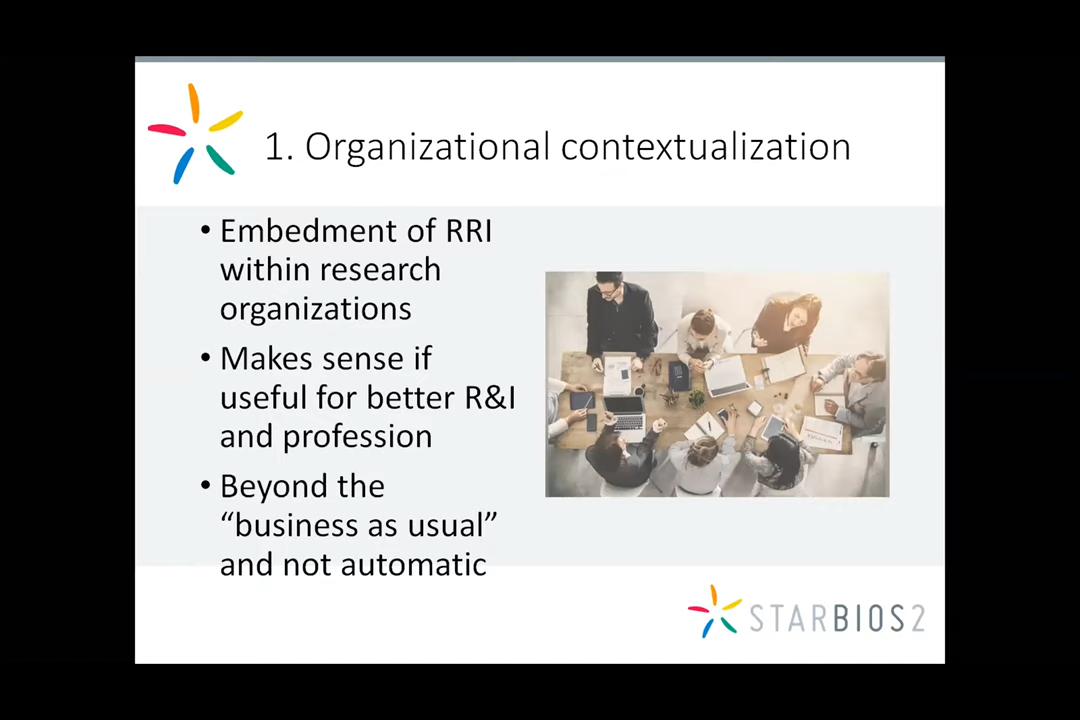 1. Organizational contextualization
• Embedment of RRI
within research
organizations
• Makes sense if
useful for better R&I
and profession
• Beyond the
“business as usual”
and not automatic
STARBIOS2